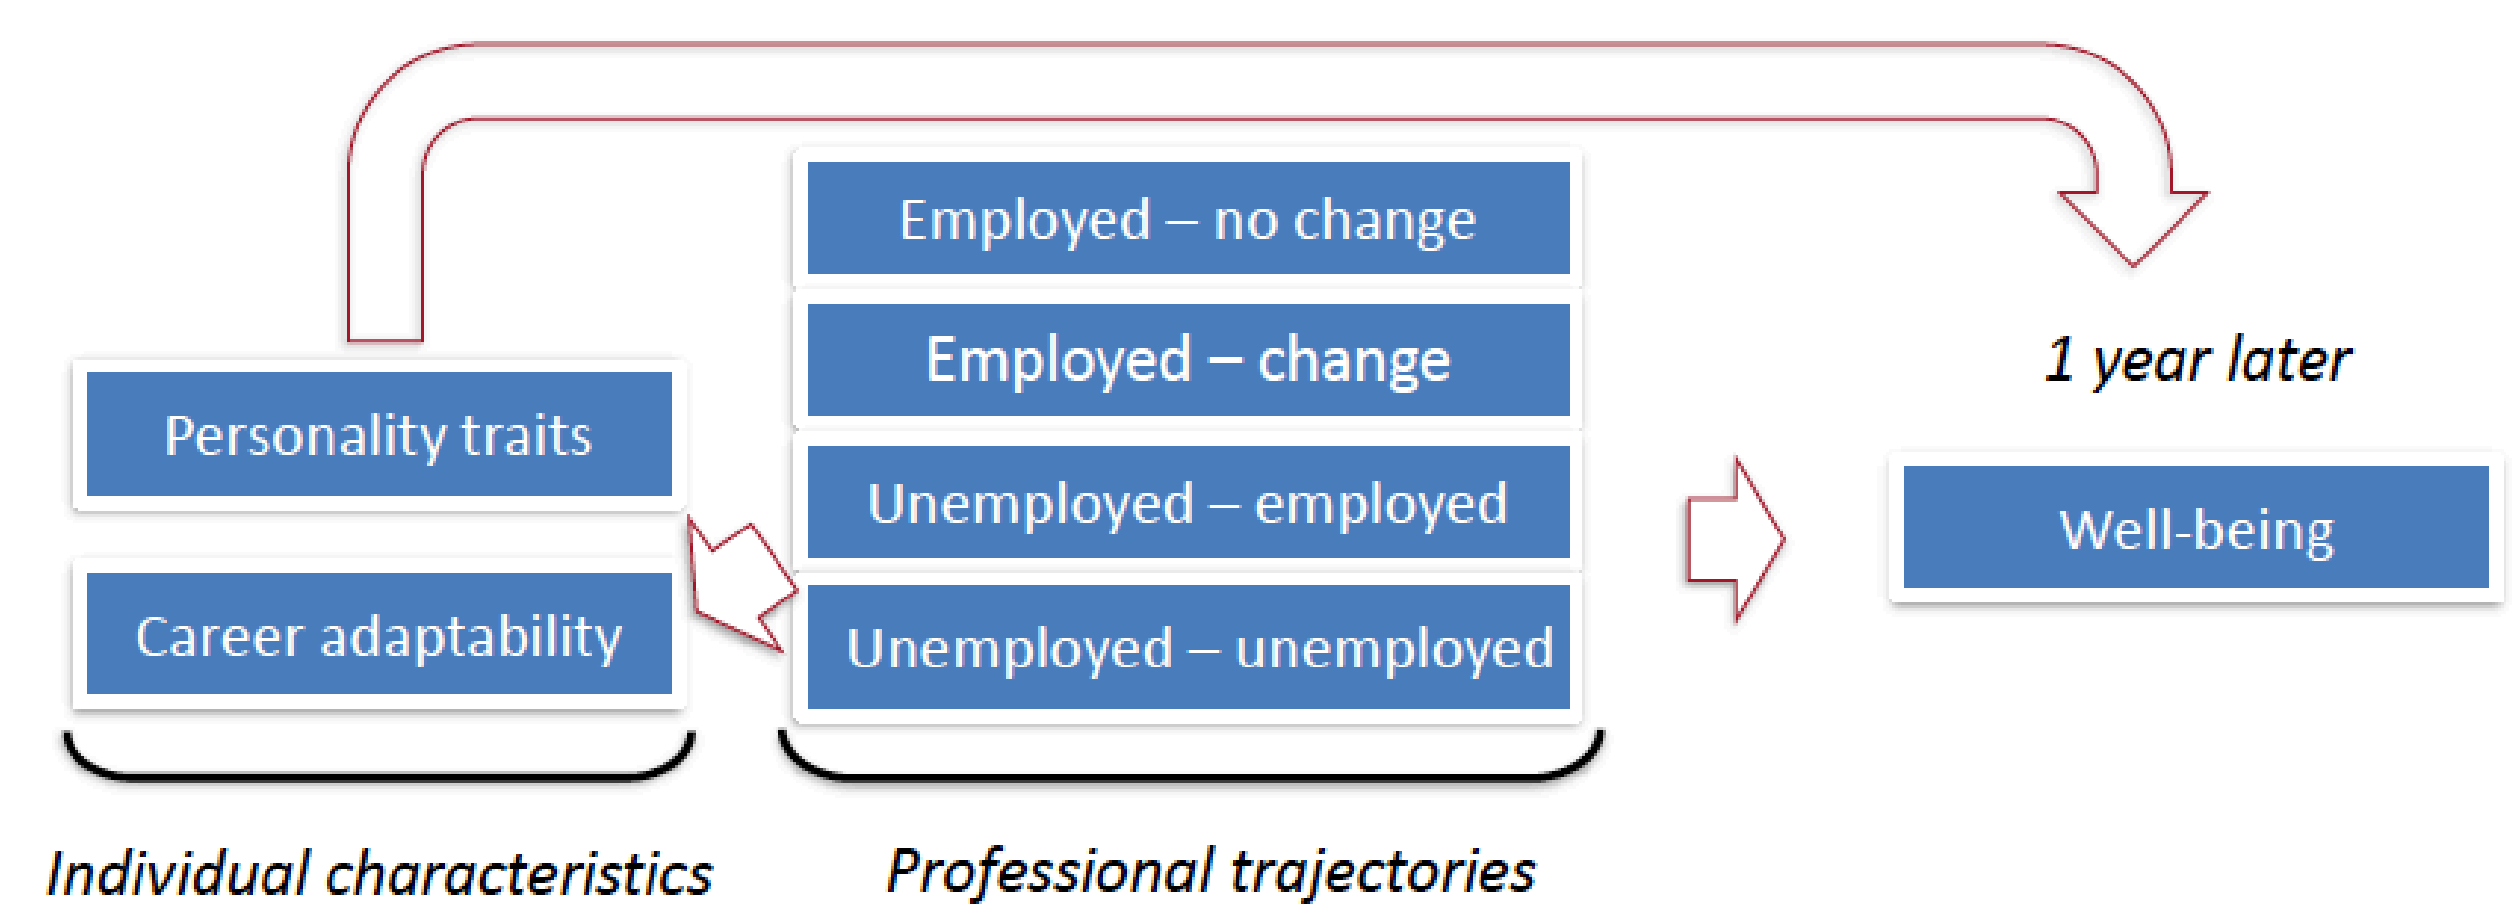 Employed – no change
Employed – change
Unemployed – employed
Unemployed – unemployed
Personality traits
Career adaptability
1 year later
Well-being
Individual characteristics
Professional trajectories